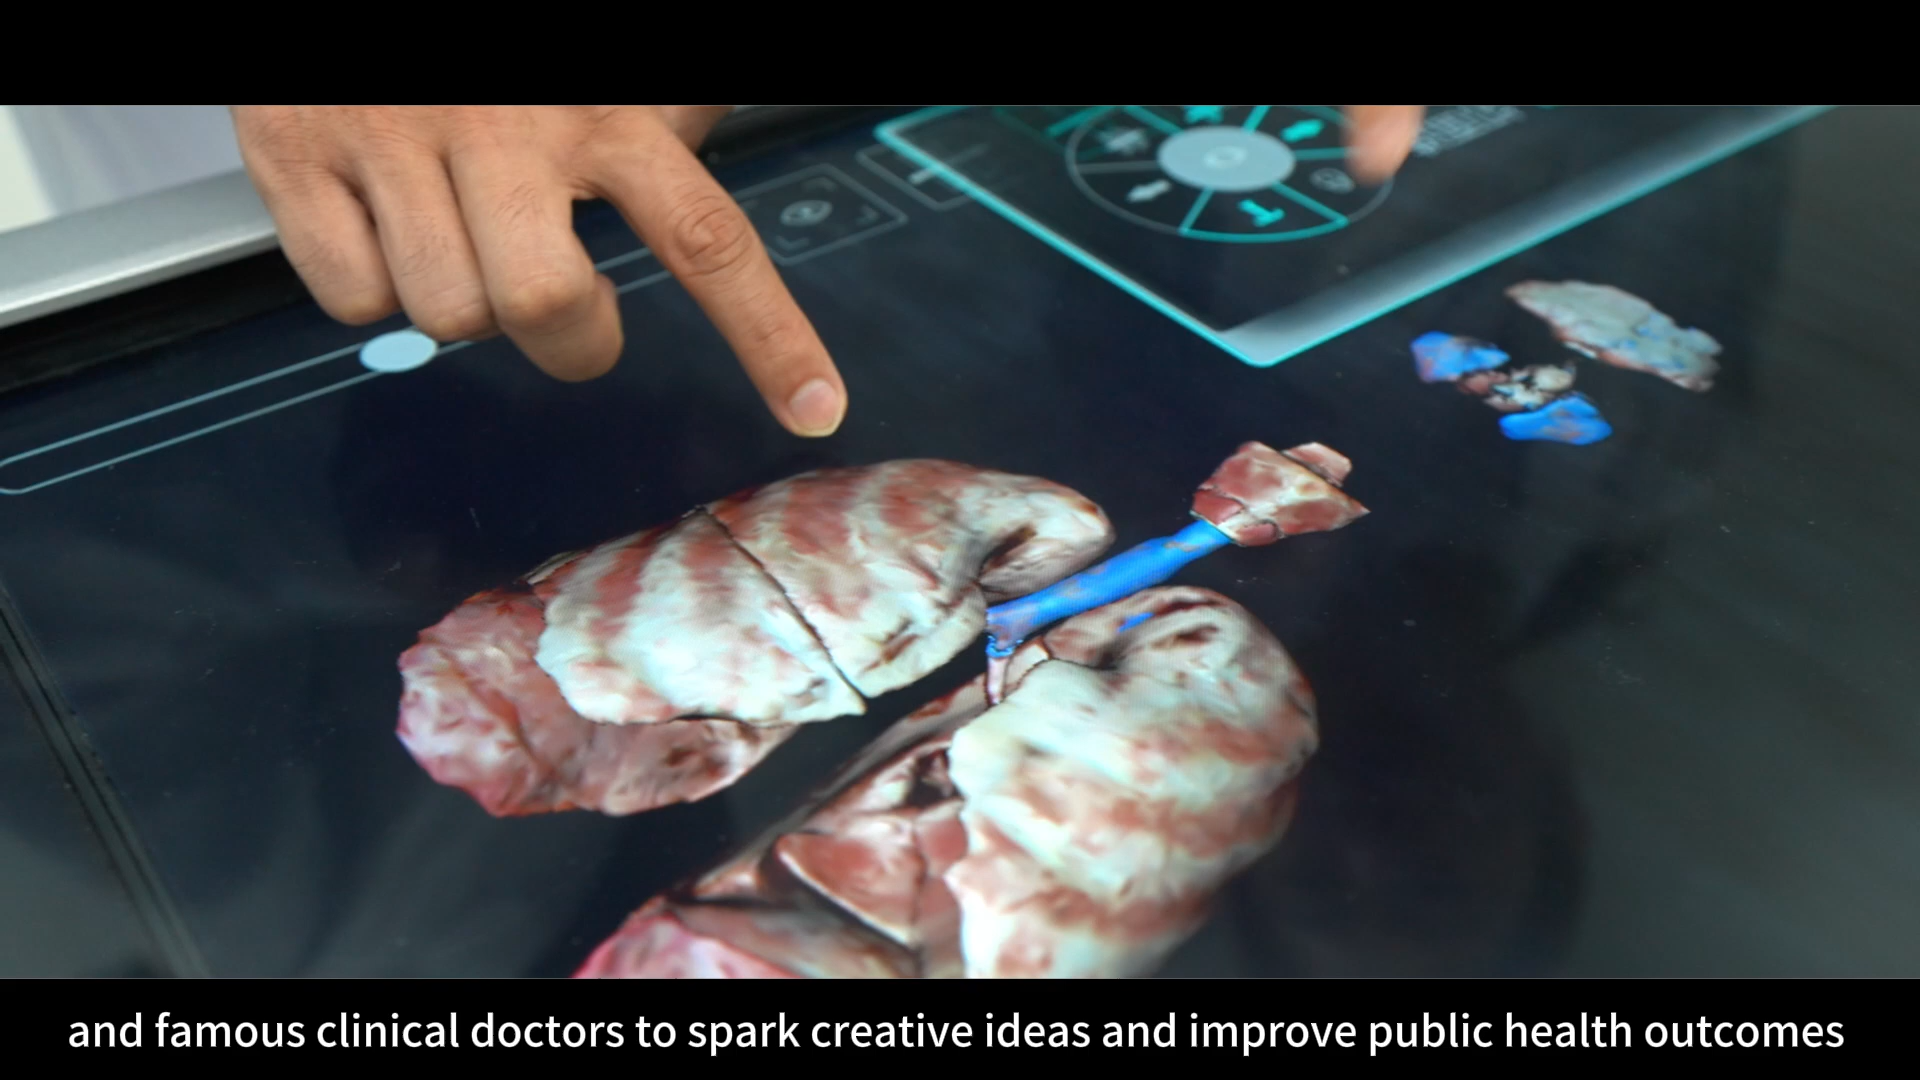 and famous clinical doctors to spark creative ideas and improve public health outcomes